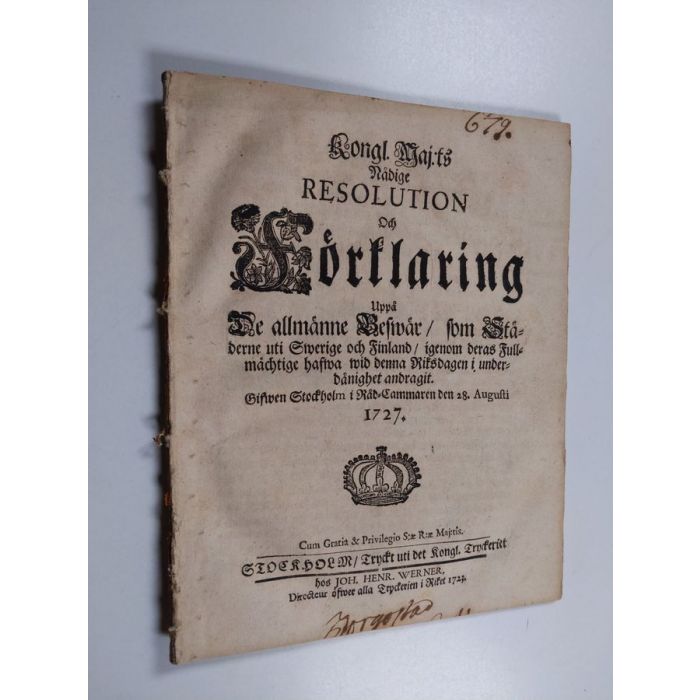 679.
Kongl. Maj:ts
Nådige
RESOLUTION
Och
Förklaring
Uppå
De allmänne Beswär / som Stä-
derne uti Swerige och Finland / igenom deras Full-
mächtige hafwa wid denna Riksdagen i under-
dånighet andragit.
Gifwen Stockholm i Råd-Cammaren den 28. Augusti
1727.
Cum Gratia & Privilegio S:æ R:æ Maj:tis.
STOCKHOLM / Tryckt uti det Kongl. Tryckeriet
hos JOH. HENR. WERNER,
Directeur öfwer alla Tryckerien i Riket